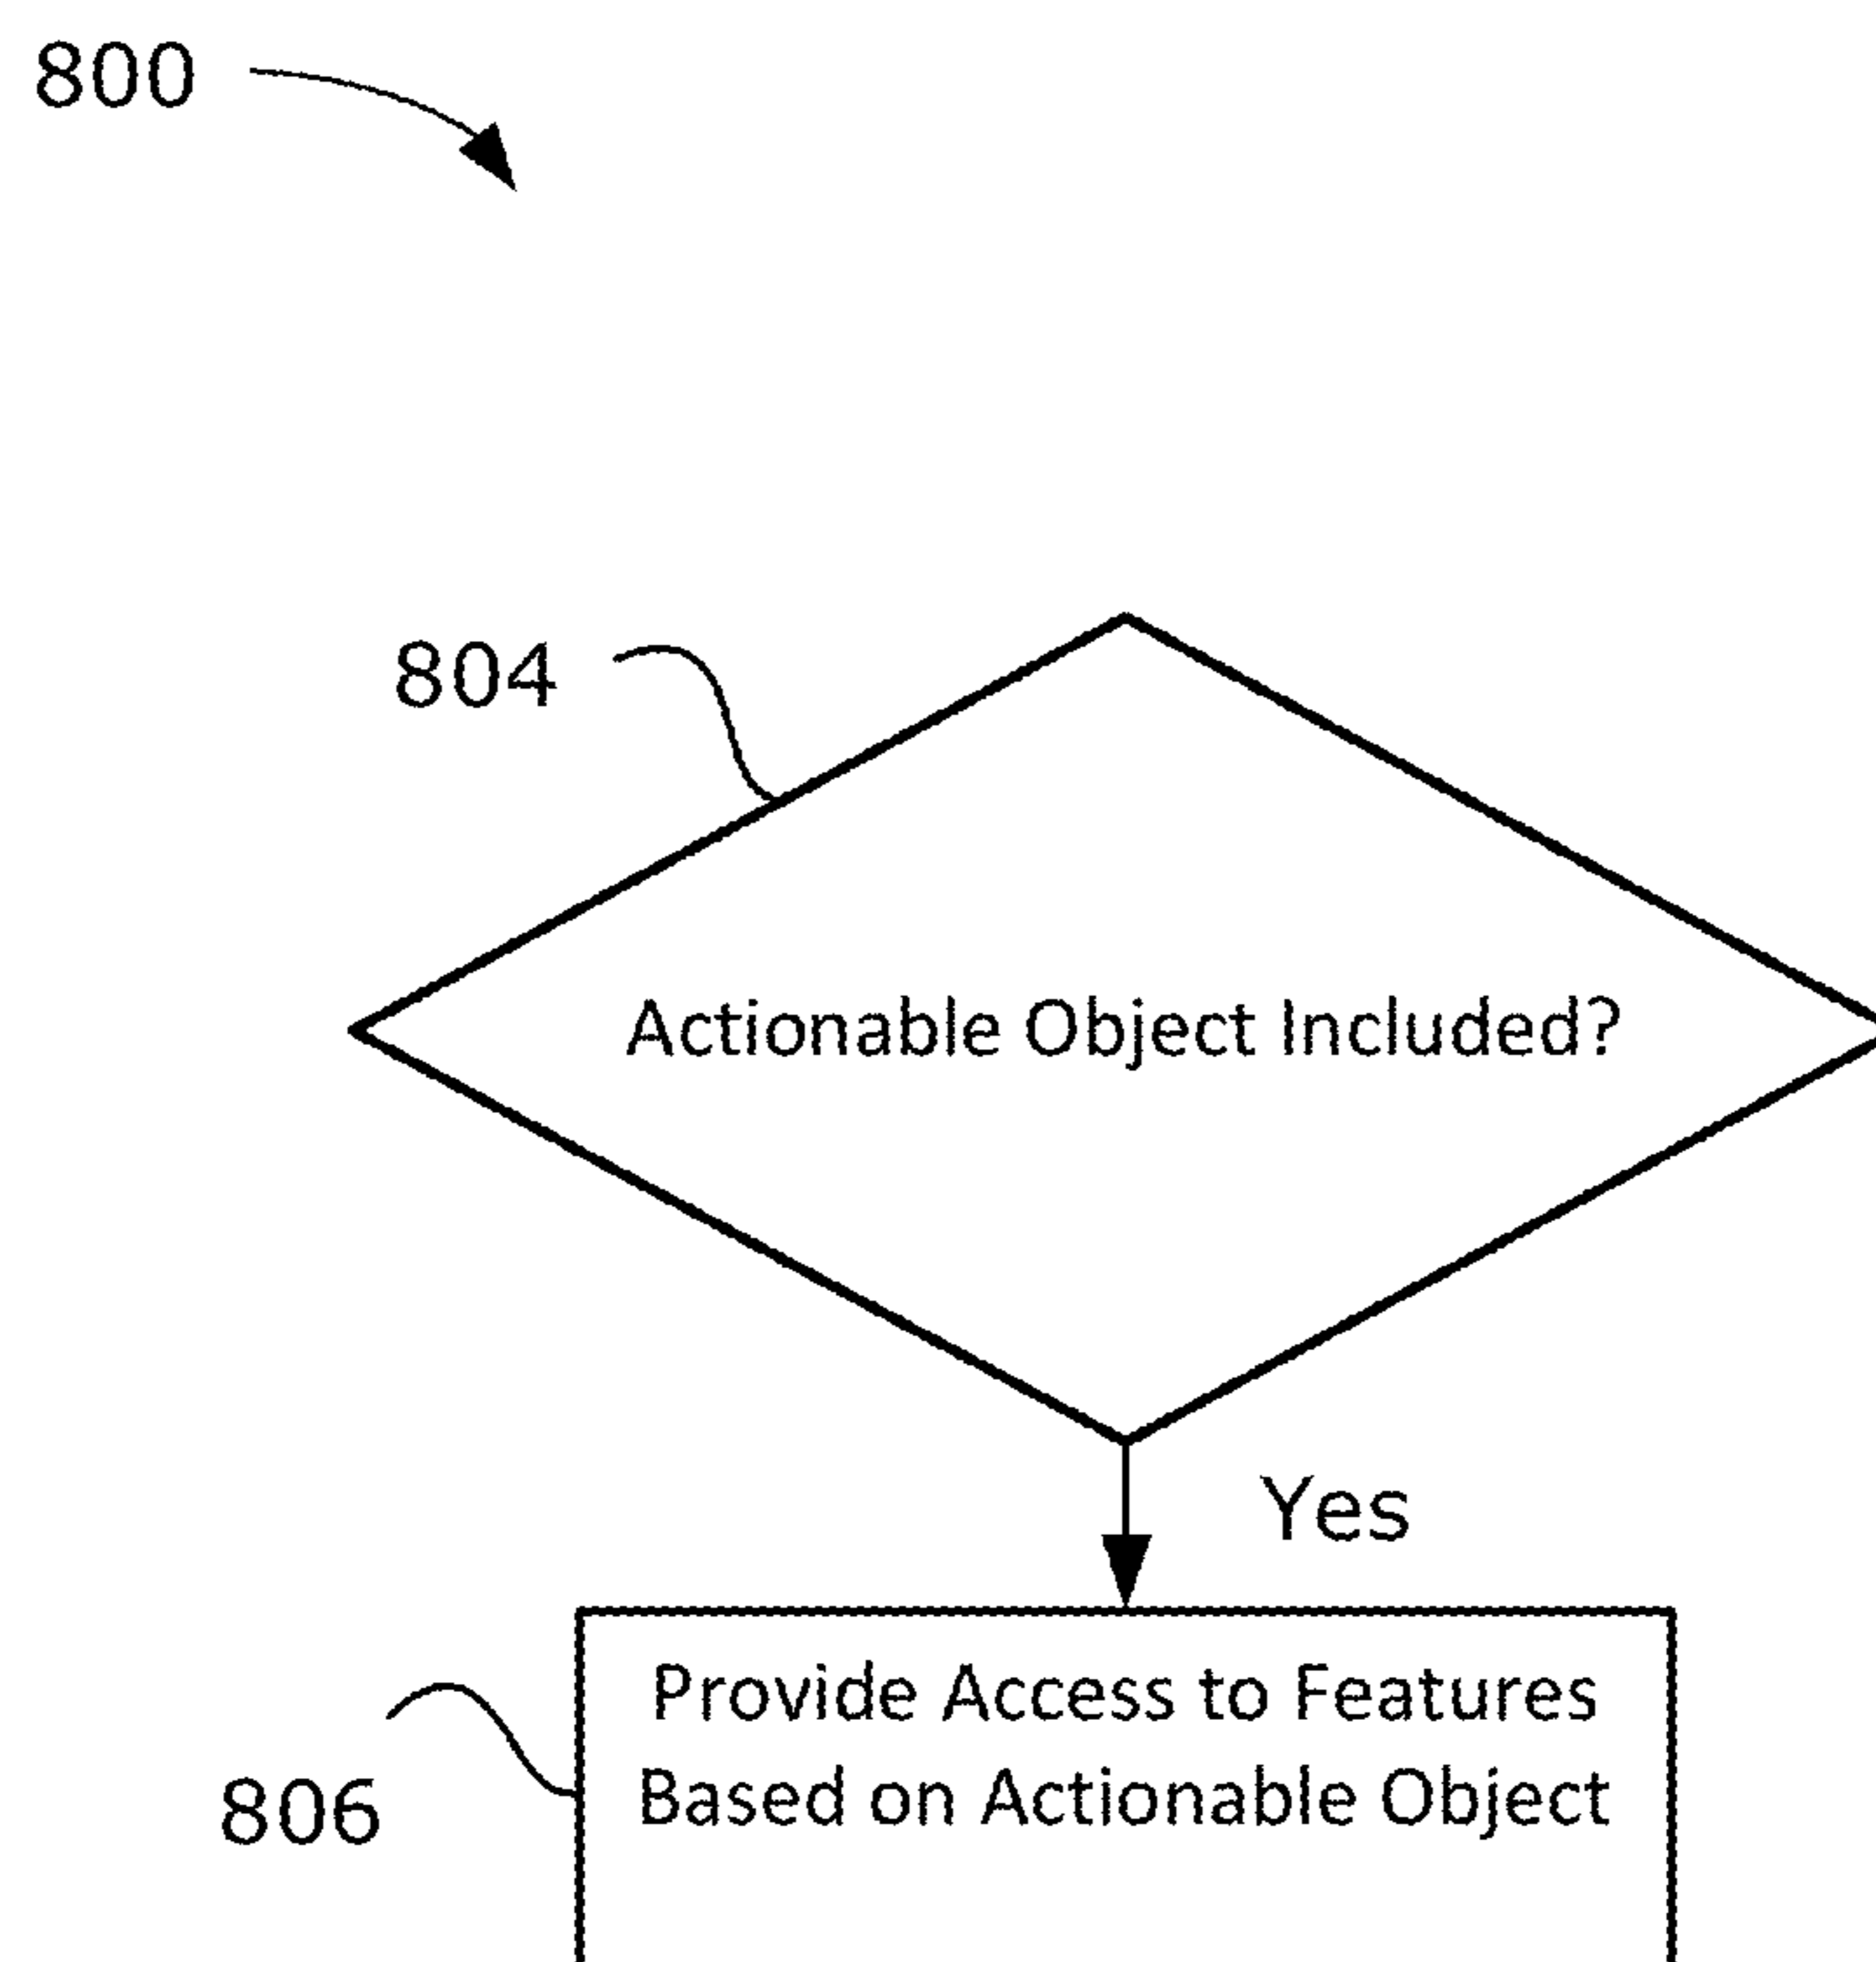 800
804
Actionable Object Included?
Yes
Provide Access to Features
Based on Actionable Object
806